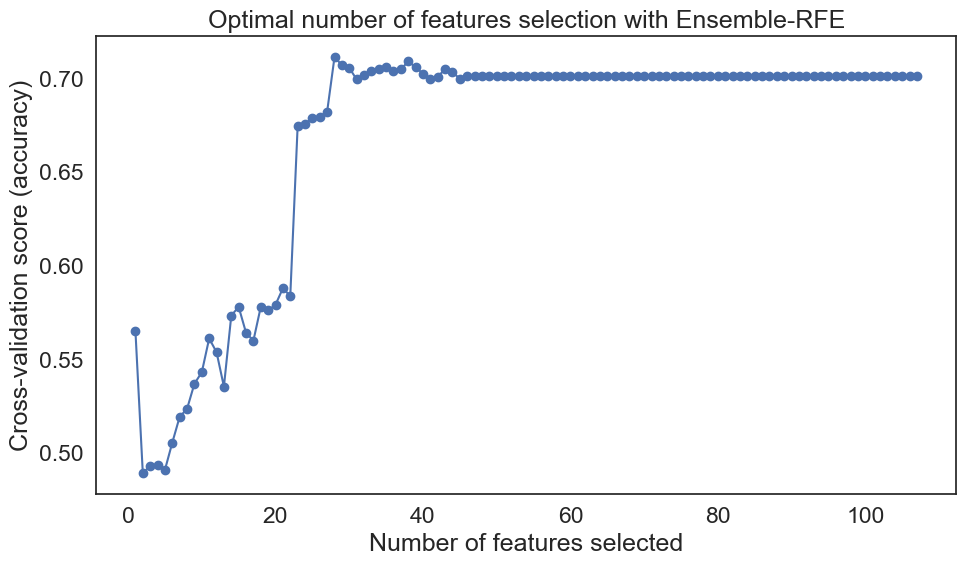 Optimal number of features selection with Ensemble-RFE
Cross-validation score (accuracy)
0.70
0.65
0.60
0.55
0.50
0 20 40 60 80 100
Number of features selected